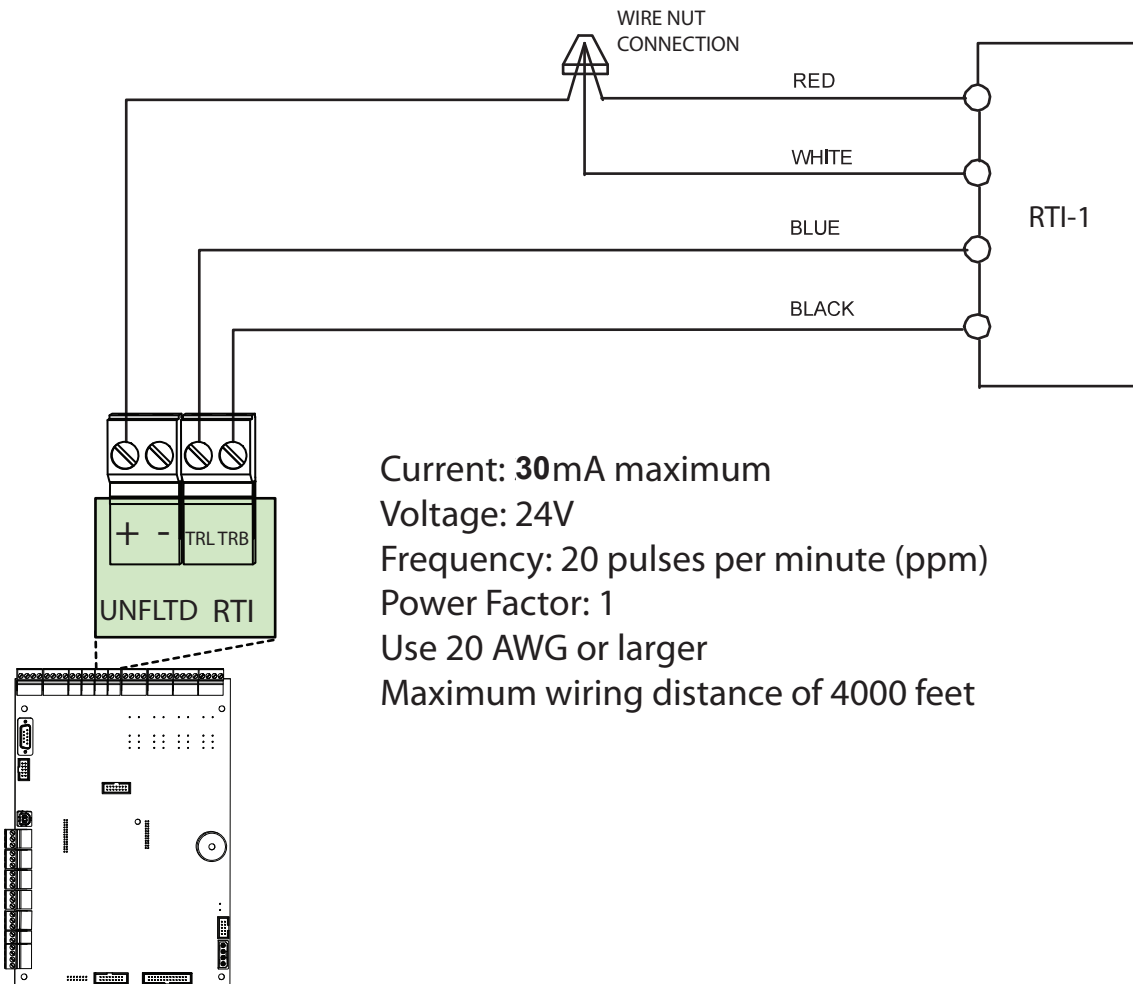 WIRE NUT
CONNECTION
RED
WHITE
BLUE
BLACK
RTI-1
+ - TRL TRB
UNFLTD RTI
Current: 30mA maximum
Voltage: 24V
Frequency: 20 pulses per minute (ppm)
Power Factor: 1
Use 20 AWG or larger
Maximum wiring distance of 4000 feet